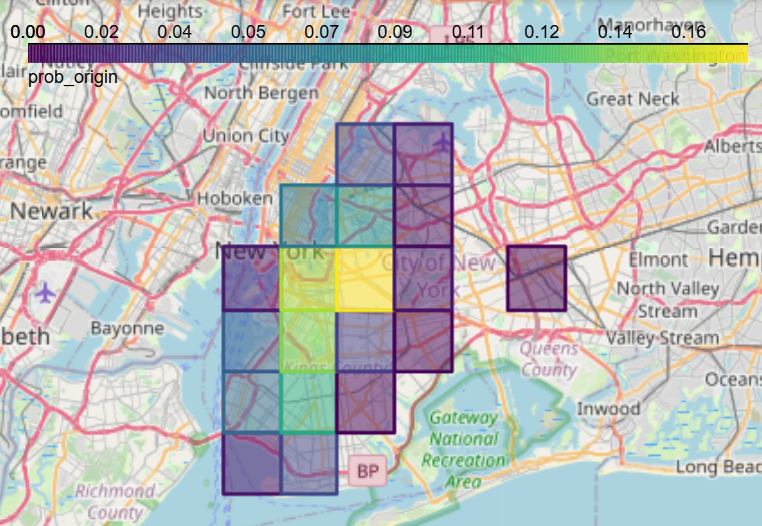 Heights
Fort Lee
Manorhaven
0.00 0.02 0.04 0.05 0.07 0.09 0.11 0.12 0.14 0.16
Nutley
Cliffside Park
Port Washington
prob_origin
omfield
North Bergen
Great Neck
Union City
Alberts
range
Hoboken
Newark
Garde
New York
City of New
York
Elmont
Hemp
North Valley
Stream
beth
Bayonne
Valley Stream
Kings County
Queens
County
Oceans
Gateway
National
Recreation
Area
Inwood
BP
Long Beac
Richmond
County